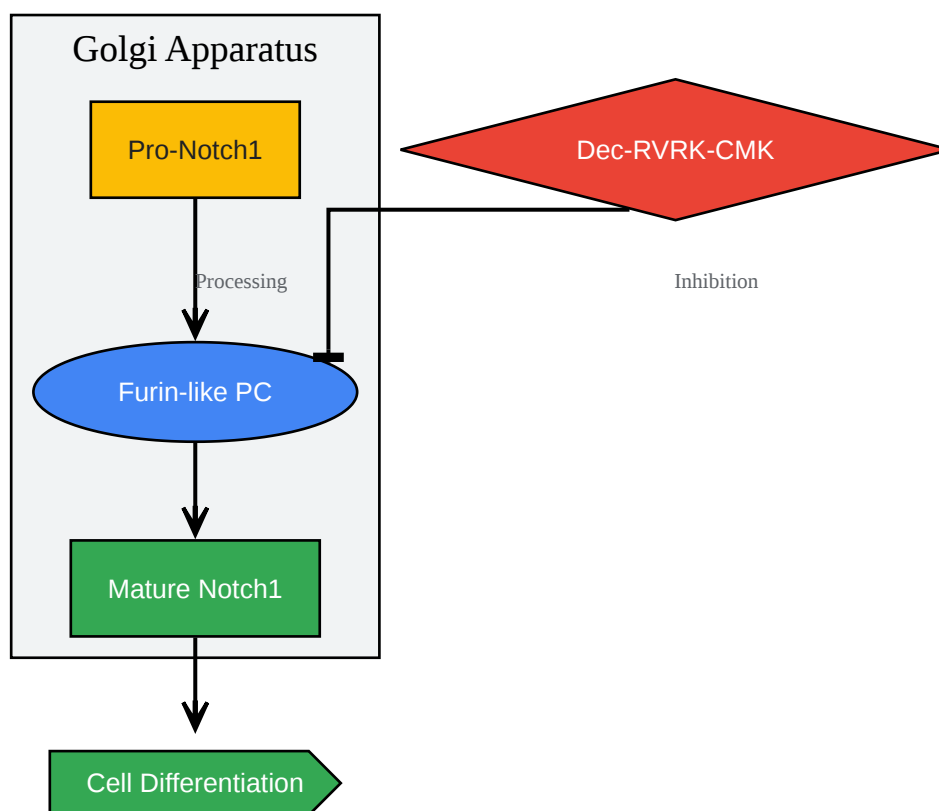 Golgi Apparatus
Pro-Notch1
Dec-RVRK-CMK
Processing
Inhibition
Furin-like PC
Mature Notch1
Cell Differentiation